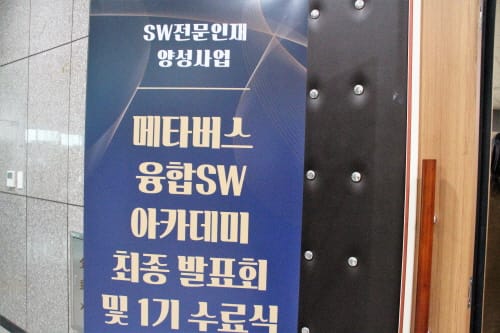 SW전문인재
양성사업
메타버스
융합SW
아카데미
최종 발표회
및 1기 수료식